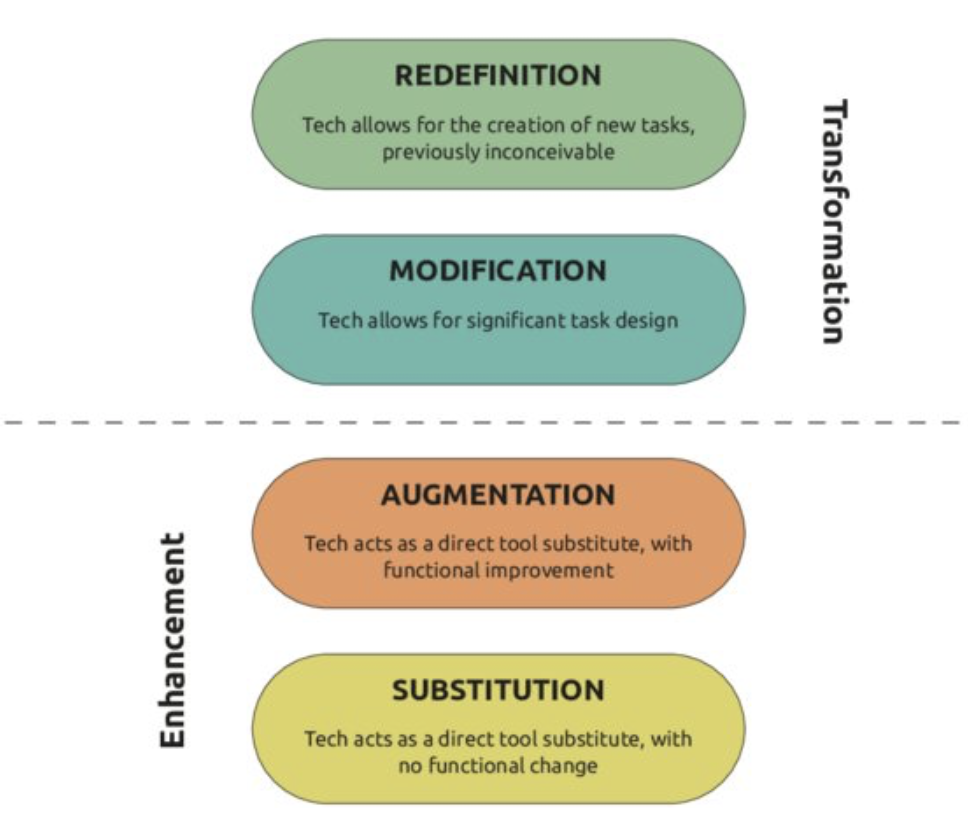 REDEFINITION
Tech allows for the creation of new tasks,
previously inconceivable
Transformation
MODIFICATION
Tech allows for significant task design
AUGMENTATION
Tech acts as a direct tool substitute, with
functional improvement
Enhancement
SUBSTITUTION
Tech acts as a direct tool substitute, with
no functional change